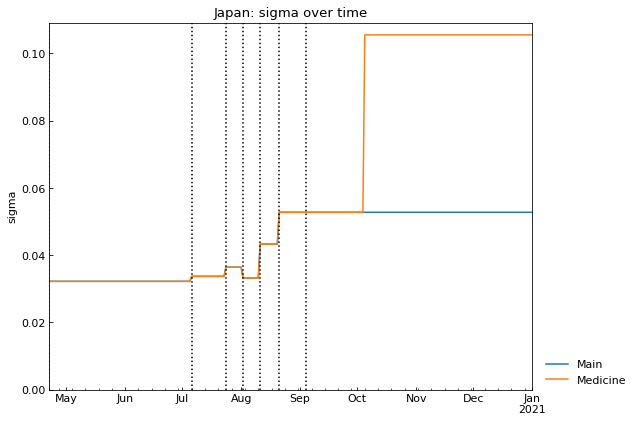 Japan: sigma over time
sigma
0.10
0.08
0.06
0.04
0.02
0.00
May Jun Jul Aug Sep Oct Nov Dec Jan
2021
Main
Medicine